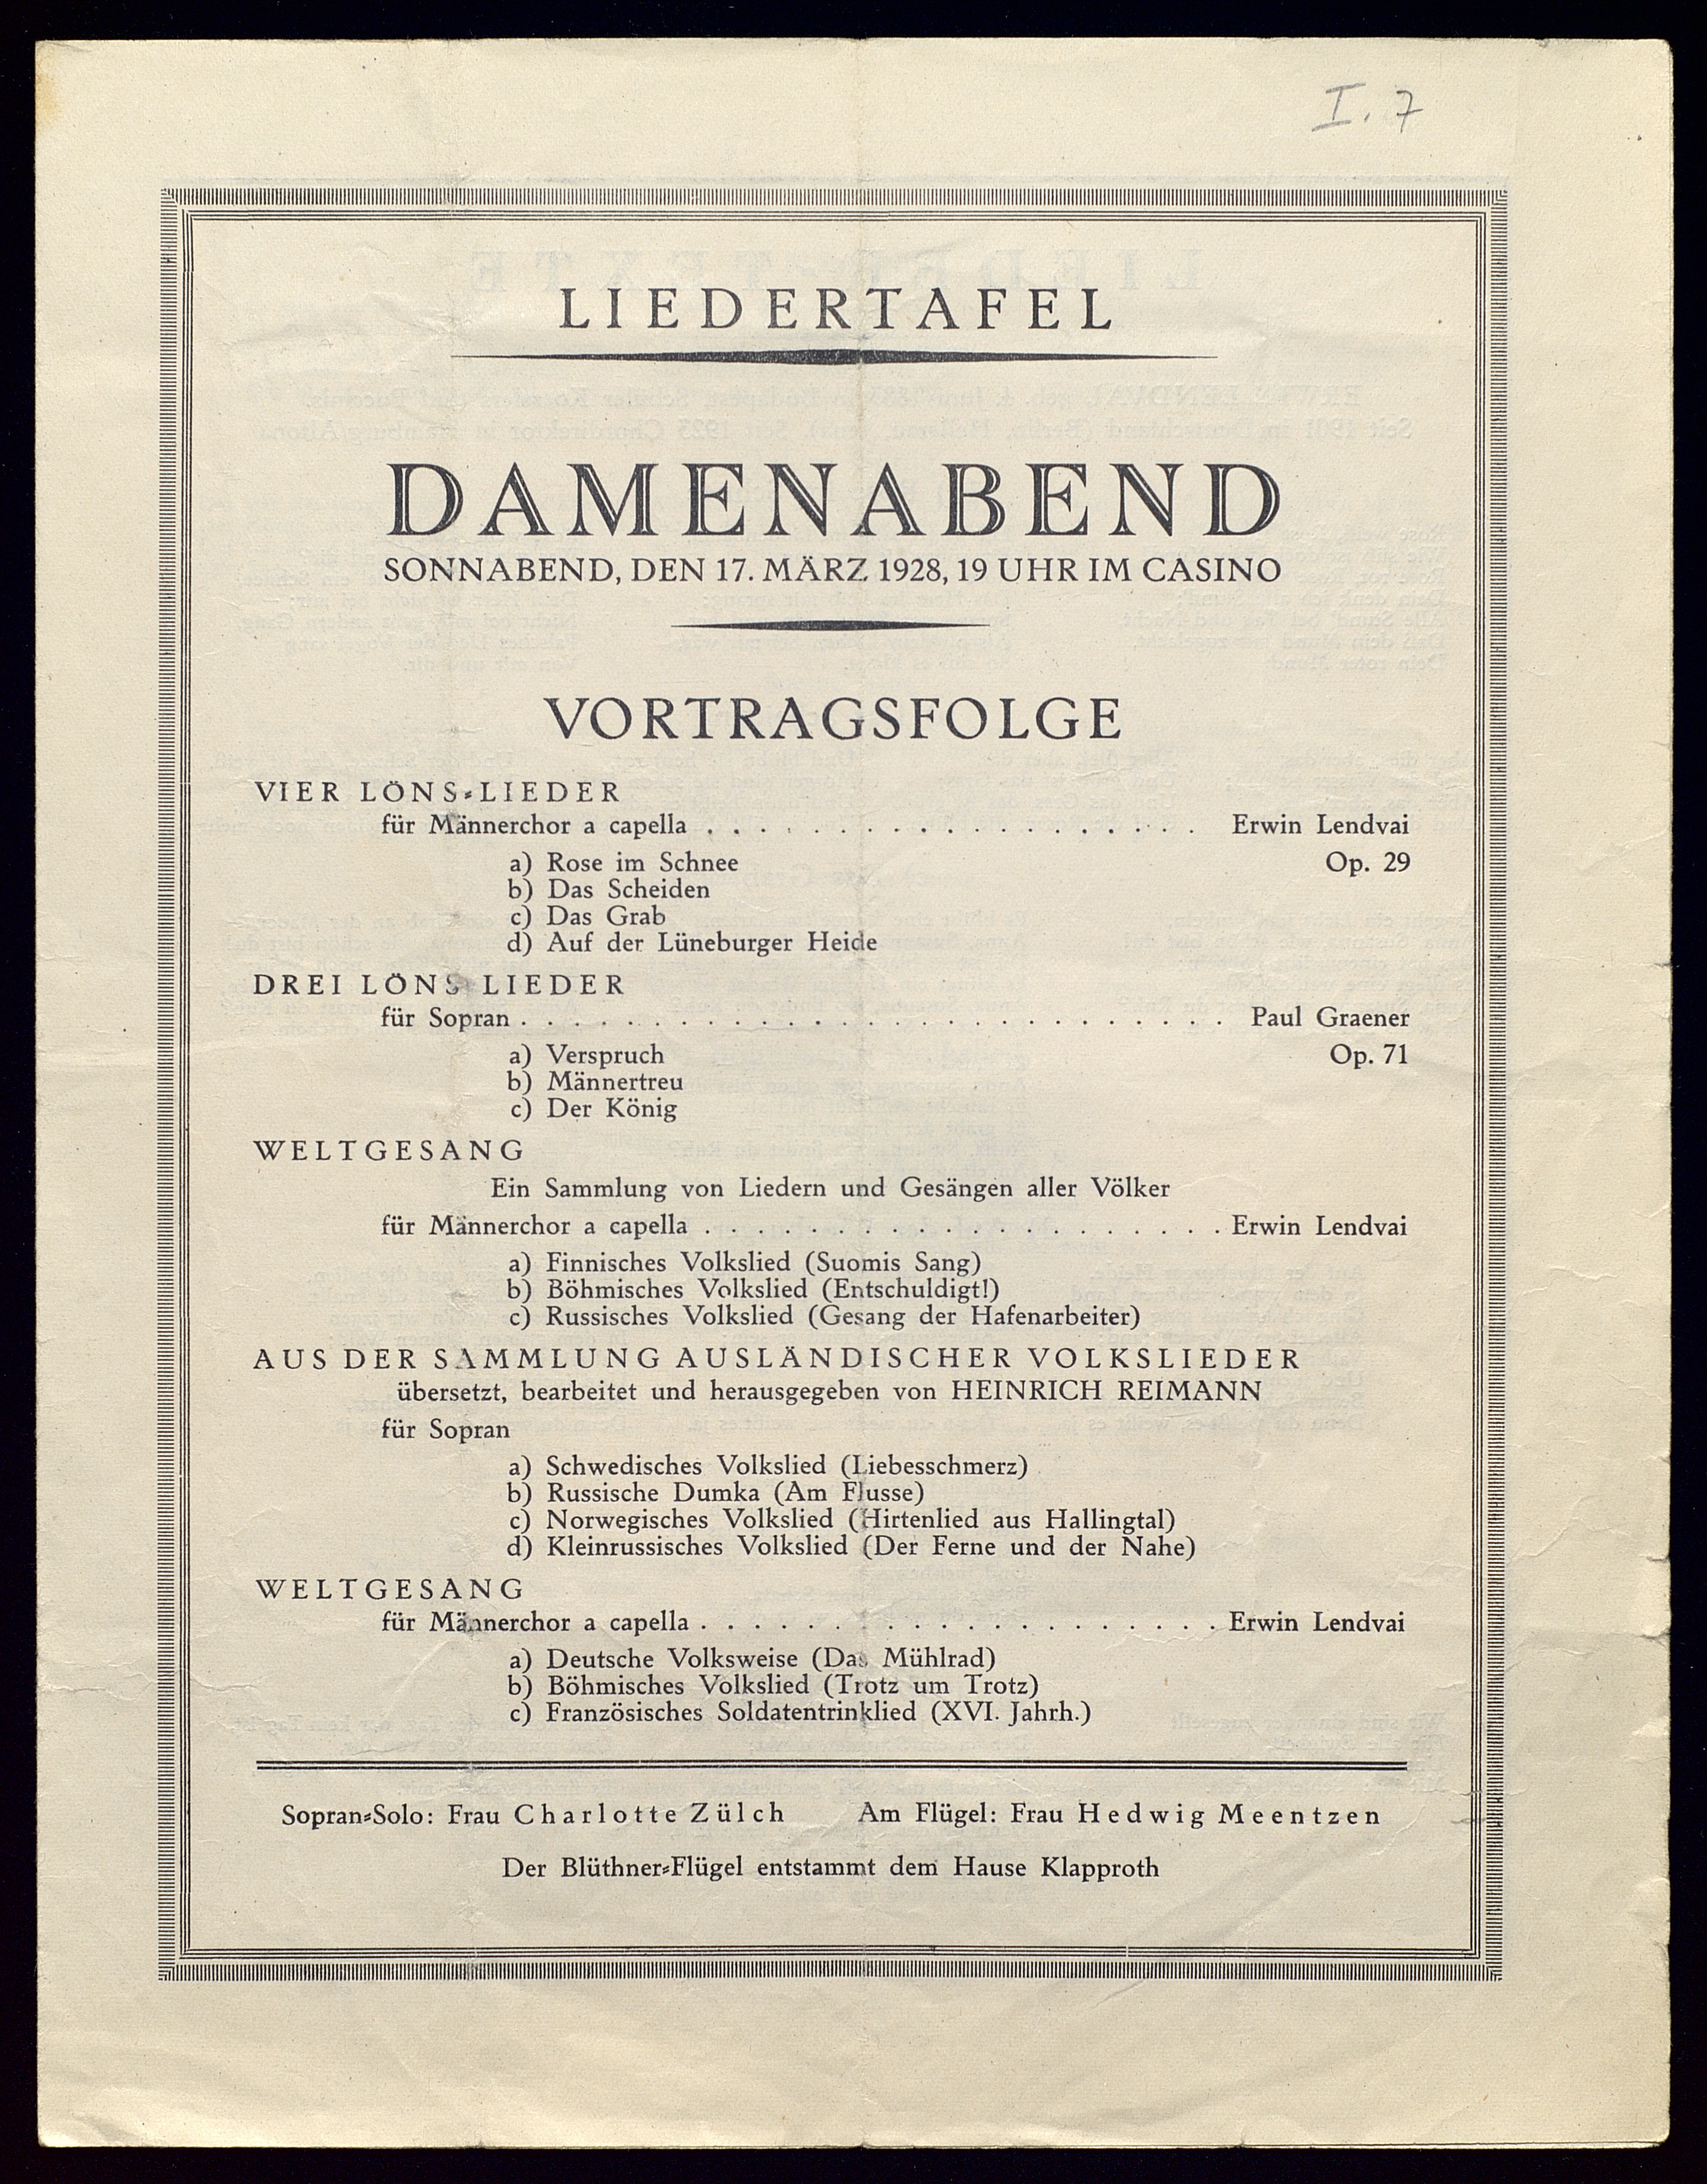 I. 7
LIEDERTAFEL
DAMENABEND
SONNABEND, DEN 17. MÄRZ 1928, 19 UHR IM CASINO
VORTRAGSFOLGE
VIER LÖNS-LIEDER
für Männerchor a capella . . . . . . . . . . . . . . . . . . . Erwin Lendvai
a) Rose im Schnee Op. 29
b) Das Scheiden
c) Das Grab
d) Auf der Lüneburger Heide
DREI LÖNS-LIEDER
für Sopran . . . . . . . . . . . . . . . . . . . . . . . . . . . Paul Graener
a) Verspruch Op. 71
b) Männertreu
c) Der König
WELTGESANG
Ein Sammlung von Liedern und Gesängen aller Völker
für Männerchor a capella . . . . . . . . . . . . . . . . . . . . Erwin Lendvai
a) Finnisches Volkslied (Suomis Sang)
b) Böhmisches Volkslied (Entschuldigt!)
c) Russisches Volkslied (Gesang der Hafenarbeiter)
AUS DER SAMMLUNG AUSLÄNDISCHER VOLKSLIEDER
übersetzt, bearbeitet und herausgegeben von HEINRICH REIMANN
für Sopran
a) Schwedisches Volkslied (Liebesschmerz)
b) Russische Dumka (Am Flusse)
c) Norwegisches Volkslied (Hirtenlied aus Hallingtal)
d) Kleinrussisches Volkslied (Der Ferne und der Nahe)
WELTGESANG
für Männerchor a capella . . . . . . . . . . . . . . . . . . . . Erwin Lendvai
a) Deutsche Volksweise (Das Mühlrad)
b) Böhmisches Volkslied (Trotz um Trotz)
c) Französisches Soldatentrinklied (XVI. Jahrh.)
Sopran-Solo: Frau Charlotte Zülch Am Flügel: Frau Hedwig Meentzen
Der Blüthner-Flügel entstammt dem Hause Klapproth